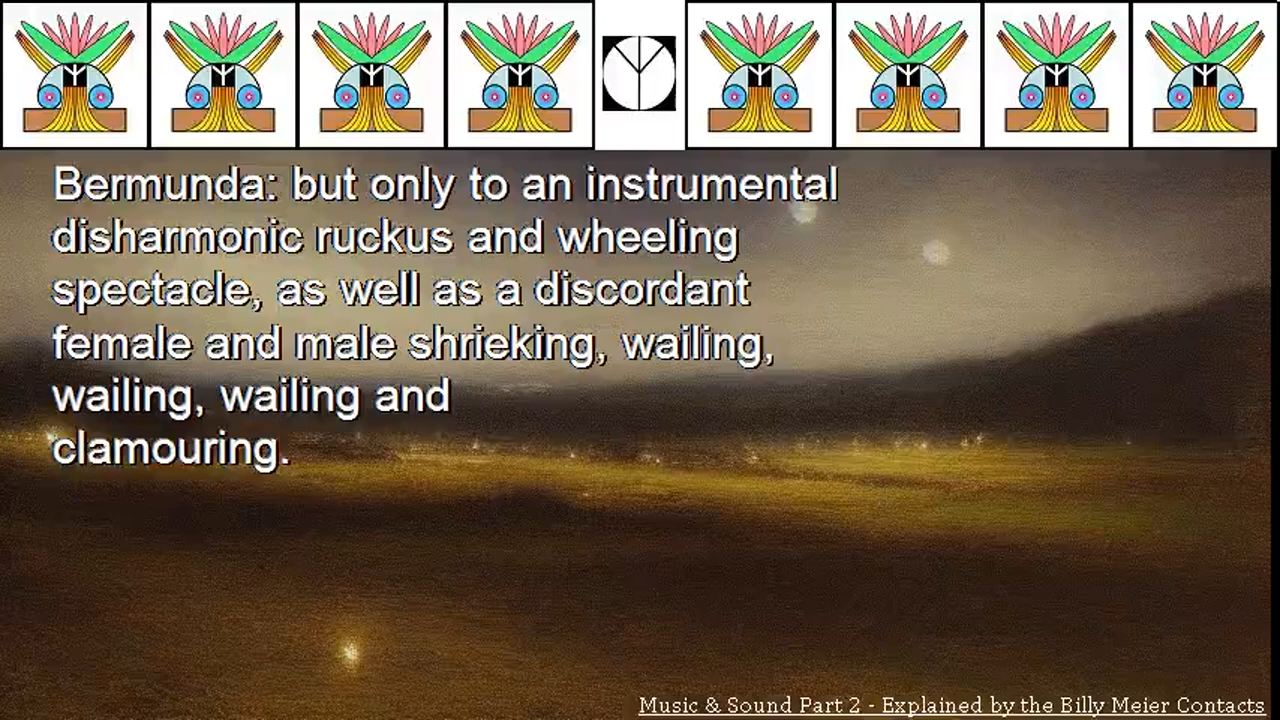 Bermunda: but only to an instrumental
disharmonic ruckus and wheeling
spectacle, as well as a discordant
female and male shrieking, wailing,
wailing, wailing and
clamouring.
Music & Sound Part 2 - Explained by the Billy Meier Contacts